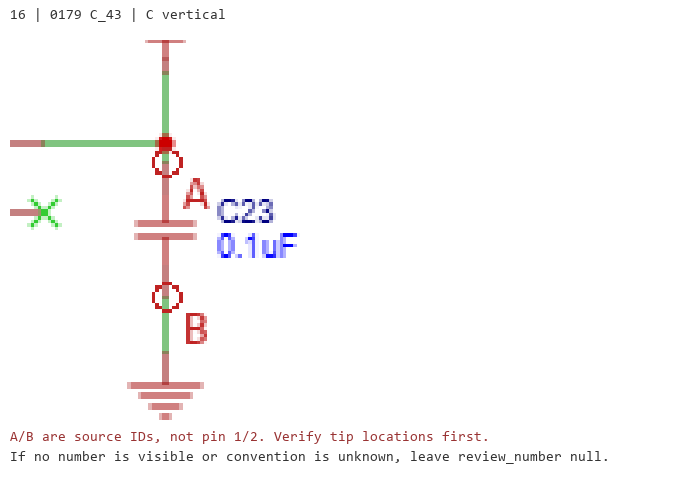 16 | 0179 C_43 | C vertical
A
C23
0.1uF
B
A/B are source IDs, not pin 1/2. Verify tip locations first.
If no number is visible or convention is unknown, leave review_number null.